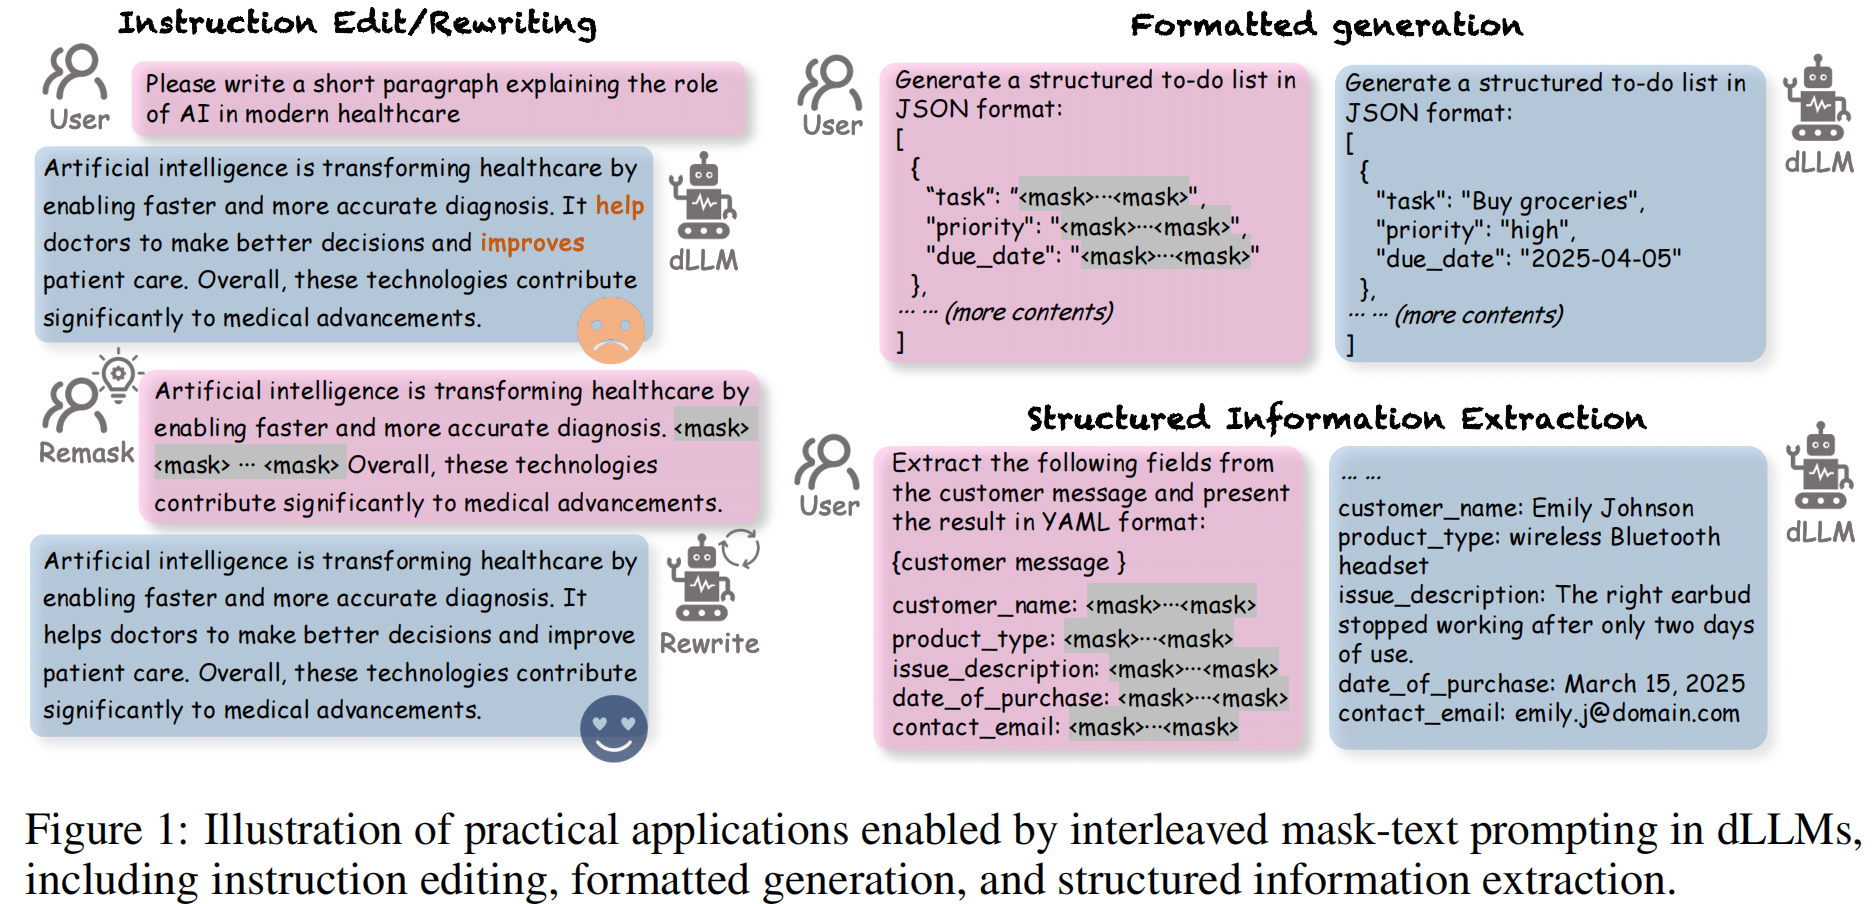 Instruction Edit/Rewriting
User
Please write a short paragraph explaining the role
of AI in modern healthcare
Artificial intelligence is transforming healthcare by
enabling faster and more accurate diagnosis. It help
doctors to make better decisions and improves
patient care. Overall, these technologies contribute
significantly to medical advancements.
dLLM
Remask
Artificial intelligence is transforming healthcare by
enabling faster and more accurate diagnosis. <mask>
<mask> ··· <mask> Overall, these technologies
contribute significantly to medical advancements.
Artificial intelligence is transforming healthcare by
enabling faster and more accurate diagnosis. It
helps doctors to make better decisions and improve
patient care. Overall, these technologies contribute
significantly to medical advancements.
Rewrite
Formatted generation
User
Generate a structured to-do list in
JSON format:
[
{
"task": "<mask>···<mask>",
"priority": "<mask>···<mask>",
"due_date": "<mask>···<mask>"
},
··· ··· (more contents)
]
Generate a structured to-do list in
JSON format:
[
{
"task": "Buy groceries",
"priority": "high",
"due_date": "2025-04-05"
},
··· ··· (more contents)
]
dLLM
Structured Information Extraction
User
Extract the following fields from
the customer message and present
the result in YAML format:
{customer message }
customer_name: <mask>···<mask>
product_type: <mask>···<mask>
issue_description: <mask>···<mask>
date_of_purchase: <mask>···<mask>
contact_email: <mask>···<mask>
... ...
customer_name: Emily Johnson
product_type: wireless Bluetooth
headset
issue_description: The right earbud
stopped working after only two days
of use.
date_of_purchase: March 15, 2025
contact_email: emily.j@domain.com
dLLM
Figure 1: Illustration of practical applications enabled by interleaved mask-text prompting in dLLMs,
including instruction editing, formatted generation, and structured information extraction.